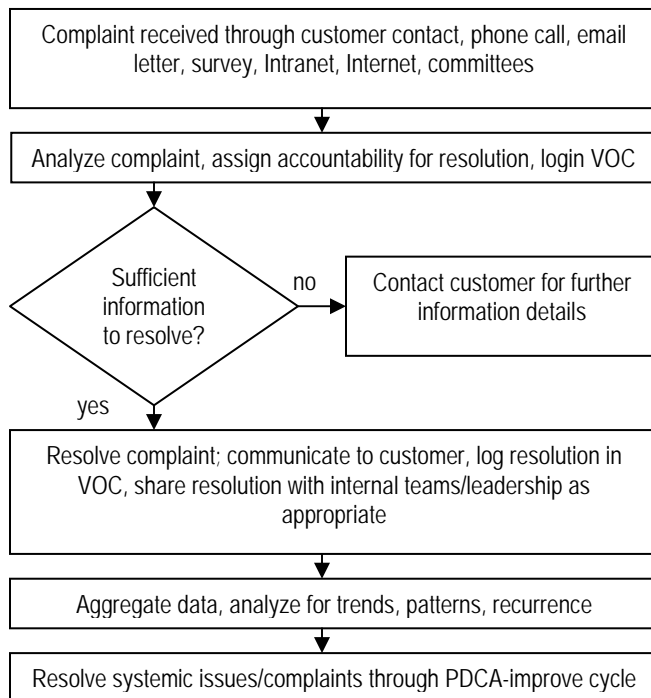 Complaint received through customer contact, phone call, email
letter, survey, Intranet, Internet, committees
Analyze complaint, assign accountability for resolution, login VOC
Sufficient
information
to resolve?
no
Contact customer for further
information details
yes
Resolve complaint; communicate to customer, log resolution in
VOC, share resolution with internal teams/leadership as
appropriate
Aggregate data, analyze for trends, patterns, recurrence
Resolve systemic issues/complaints through PDCA-improve cycle